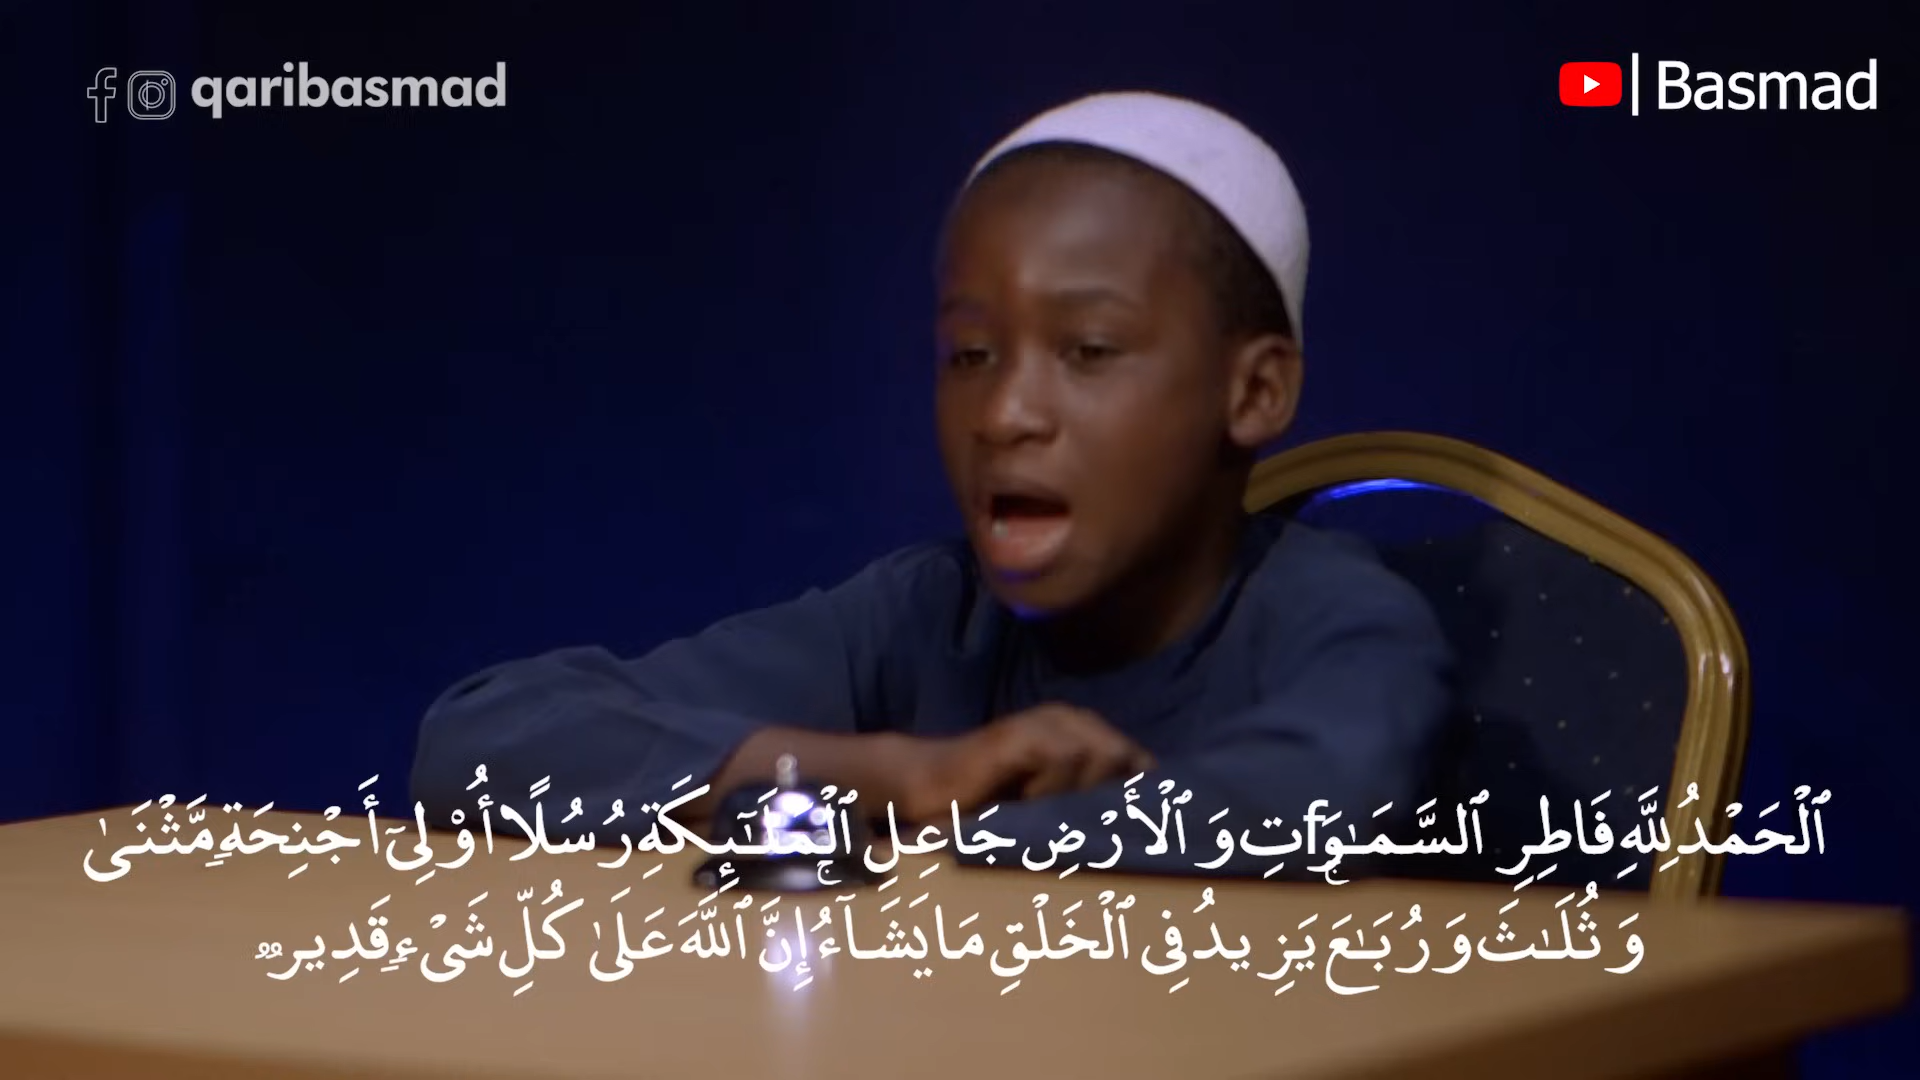 qaribasmad
| Basmad
ٱلْحَمْدُ لِلَّهِ فَاطِرِ ٱلسَّمَـٰوَٰتِ وَٱلْأَرْضِ جَاعِلِ ٱلْمَلَـٰٓئِكَةِ رُسُلًا أُو۟لِىٓ أَجْنِحَةٍ مَّثْنَىٰ
وَثُلَـٰثَ وَرُبَـٰعَ يَزِيدُ فِى ٱلْخَلْقِ مَا يَشَآءُ إِنَّ ٱللَّهَ عَلَىٰ كُلِّ شَىْءٍ قَدِير